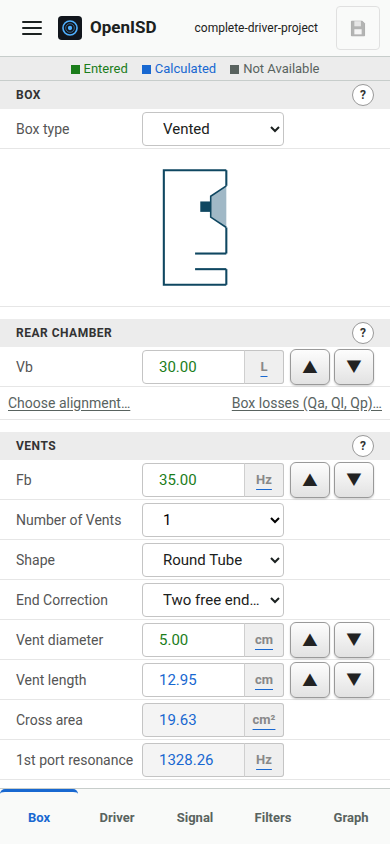 OpenISD complete-driver-project
Entered Calculated Not Available
BOX ?
Box type Vented
REAR CHAMBER ?
Vb 30.00 L ▲ ▼
Choose alignment... Box losses (Qa, Ql, Qp)...
VENTS ?
Fb 35.00 Hz ▲ ▼
Number of Vents 1
Shape Round Tube
End Correction Two free end...
Vent diameter 5.00 cm ▲ ▼
Vent length 12.95 cm ▲ ▼
Cross area 19.63 cm²
1st port resonance 1328.26 Hz
Box Driver Signal Filters Graph